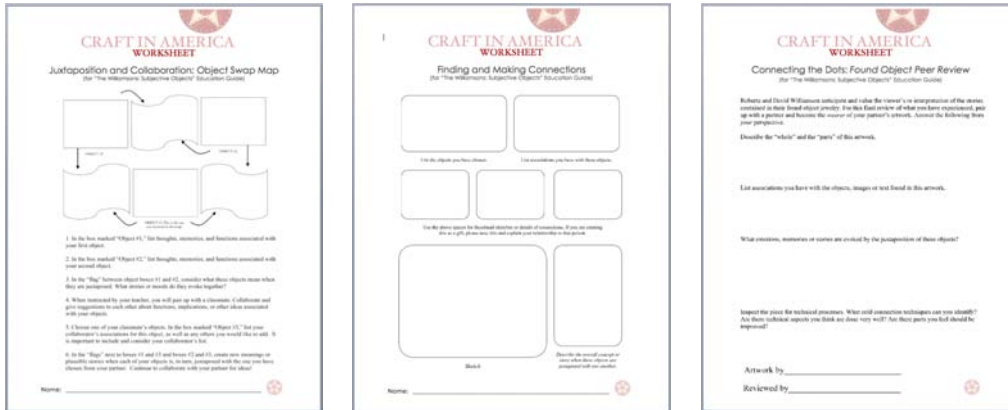 CRAFT IN AMERICA
WORKSHEET
Juxtaposition and Collaboration: Object Swap Map
(for "The Williamsons: Subjective Objects" Education Guide)
1. In the box marked "Object #1," list thoughts, memories, and functions associated with
your first object.
2. In the box marked "Object #2," list thoughts, memories, and functions associated with
your second object.
3. In the "flag" between object boxes #1 and #2, consider what these objects mean when
they are juxtaposed. What stories or moods do they evoke together?
4. When instructed by your teacher, you will pair up with a classmate. Collaborate and
give suggestions to each other about functions, implications, or other ideas associated
with your objects.
5. Choose one of your classmate's objects. In the box marked "Object #3," list your
collaborator's associations for this object, as well as any others you would like to add. It
is important to include and consider your collaborator's list.
6. In the "flags" next to boxes #1 and #3 and boxes #2 and #3, create new meanings or
plausible stories when each of your objects is, in turn, juxtaposed with the one you have
chosen from your partner. Continue to collaborate with your partner for ideas!
Name:
CRAFT IN AMERICA
WORKSHEET
Finding and Making Connections
(for "The Williamsons: Subjective Objects" Education Guide)
List the objects you have chosen.
List associations you have with these objects.
Use the above spaces for thumbnail sketches or details of connections. If you are creating
this as a gift, please note this and explain your relationship to that person.
Sketch
Describe the overall concept or
story when these objects are
juxtaposed with one another.
Name:
CRAFT IN AMERICA
WORKSHEET
Connecting the Dots: Found Object Peer Review
(for "The Williamsons: Subjective Objects" Education Guide)
Roberta and David Williamson anticipate and value the viewer's re-interpretation of the stories
contained in their found object jewelry. For this final review of what you have experienced, pair
up with a partner and become the viewer of your partner's artwork. Answer the following from
your perspective.
Describe the "whole" and the "parts" of this artwork.
List associations you have with the objects, images or text found in this artwork.
What emotions, memories or stories are evoked by the juxtaposition of these objects?
Inspect the piece for technical processes. What cold connection techniques can you identify?
Are there technical aspects you think are done very well? Are there parts you feel should be
improved?
Artwork by
Reviewed by